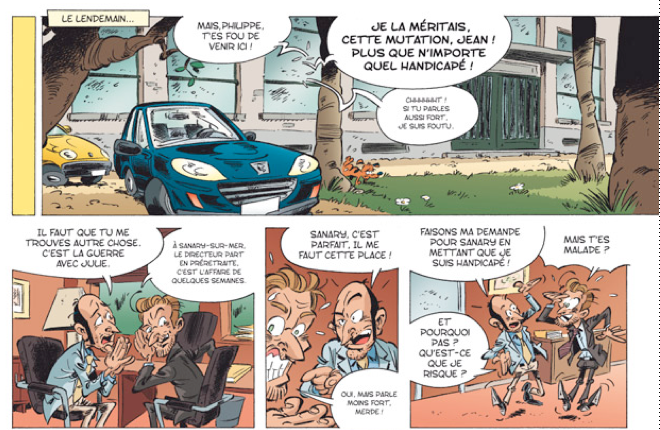 LE LENDEMAIN...
MAIS, PHILIPPE,
T'ES FOU DE
VENIR ICI !
JE LA MÉRITAIS,
CETTE MUTATION, JEAN !
PLUS QUE N'IMPORTE
QUEL HANDICAPÉ !
CHHHHHT !
SI TU PARLES
AUSSI FORT,
JE SUIS FOUTU.
IL FAUT QUE TU ME
TROUVES AUTRE CHOSE.
C'EST LA GUERRE
AVEC JULIE.
À SANARY-SUR-MER,
LE DIRECTEUR PART
EN PRÉRETRAITE,
C'EST L'AFFAIRE DE
QUELQUES SEMAINES.
SANARY, C'EST
PARFAIT, IL ME
FAUT CETTE PLACE !
OUI, MAIS PARLE
MOINS FORT,
MERDE !
FAISONS MA DEMANDE
POUR SANARY EN
METTANT QUE JE
SUIS HANDICAPÉ !
MAIS T'ES
MALADE ?
ET
POURQUOI
PAS ?
QU'EST-CE
QUE JE
RISQUE ?